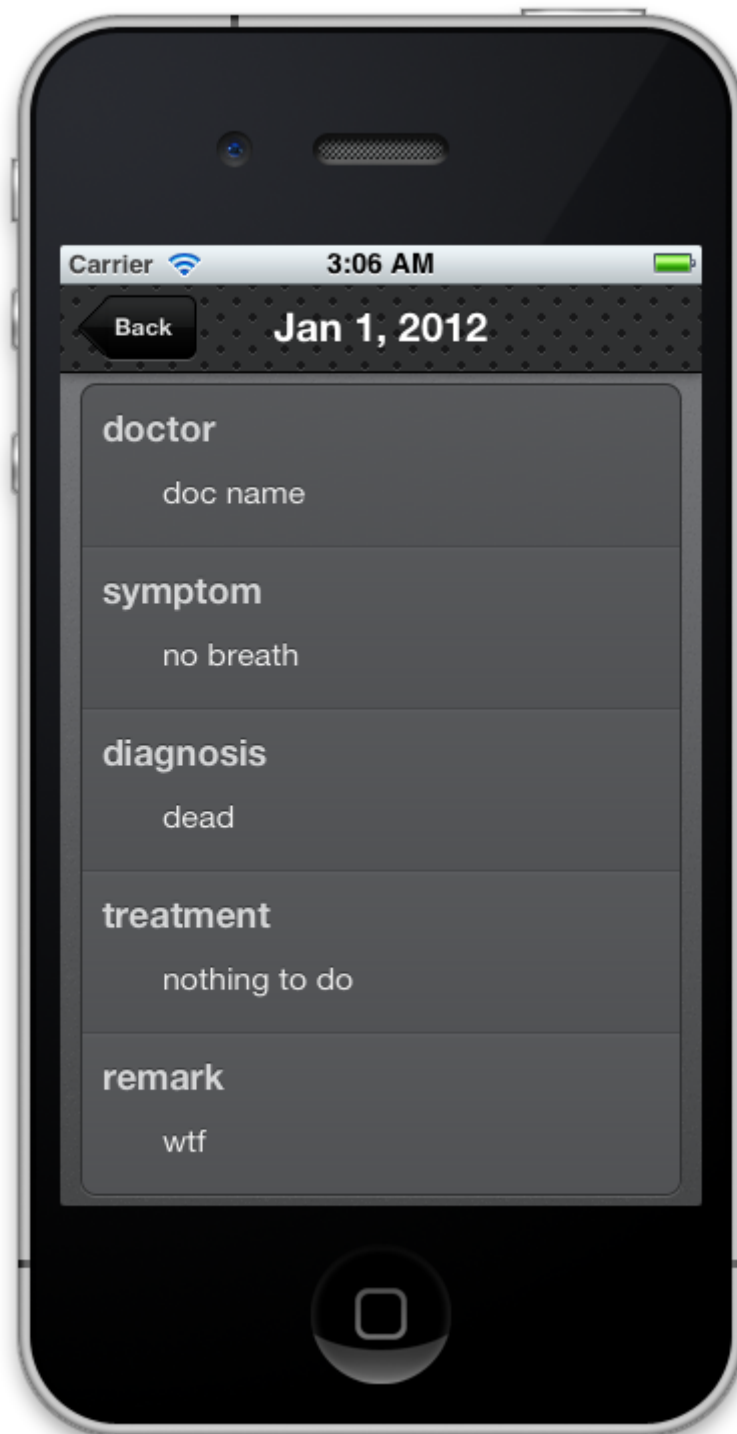 Carrier
3:06 AM
Back
Jan 1, 2012
doctor
doc name
symptom
no breath
diagnosis
dead
treatment
nothing to do
remark
wtf